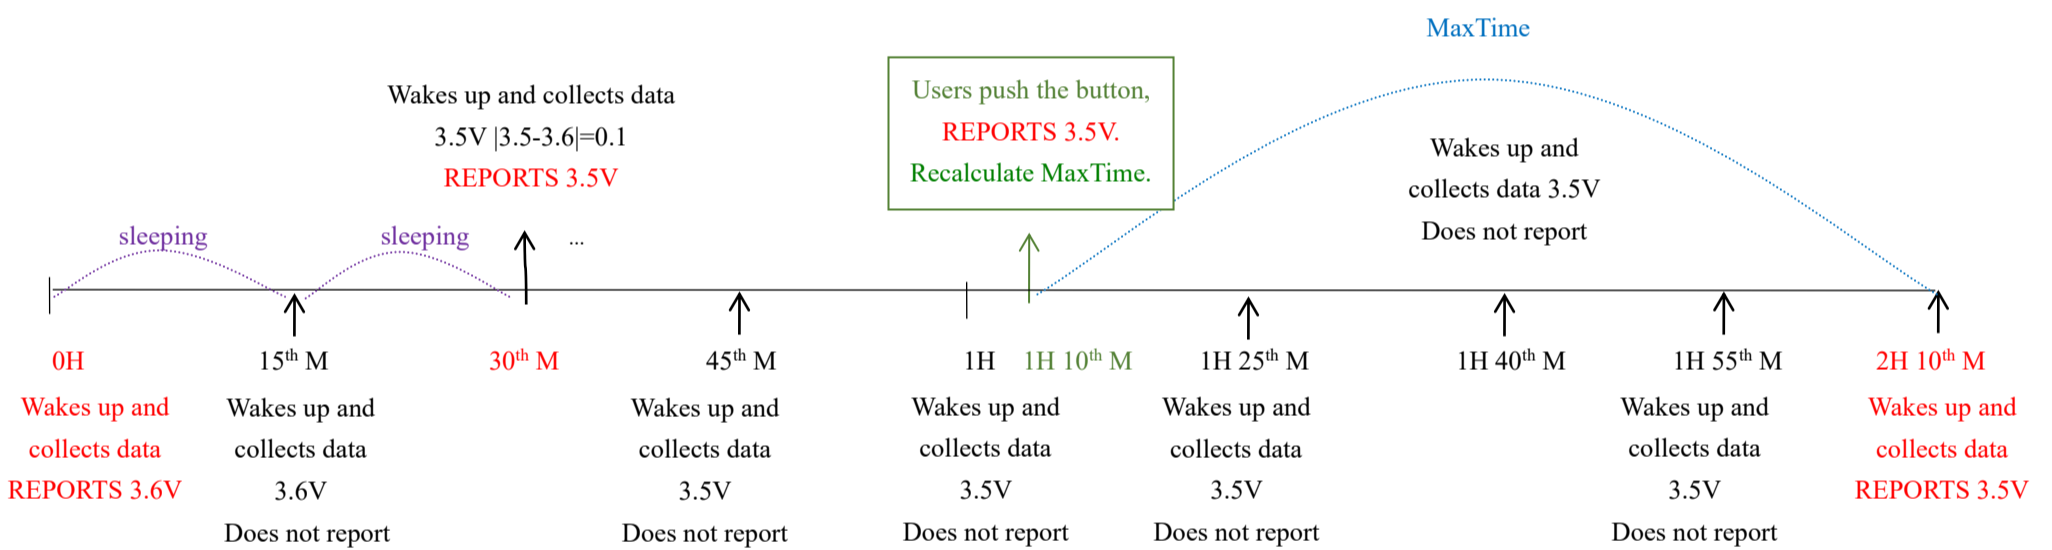 MaxTime
Wakes up and collects data
3.5V |3.5-3.6|=0.1
REPORTS 3.5V
Users push the button,
REPORTS 3.5V.
Recalculate MaxTime.
Wakes up and
collects data 3.5V
Does not report
sleeping
sleeping
...
0H
Wakes up and
collects data
REPORTS 3.6V
15th M
Wakes up and
collects data
3.6V
Does not report
30th M
45th M
Wakes up and
collects data
3.5V
Does not report
1H
Wakes up and
collects data
3.5V
Does not report
1H 10th M
1H 25th M
Wakes up and
collects data
3.5V
Does not report
1H 40th M
1H 55th M
Wakes up and
collects data
3.5V
Does not report
2H 10th M
Wakes up and
collects data
REPORTS 3.5V